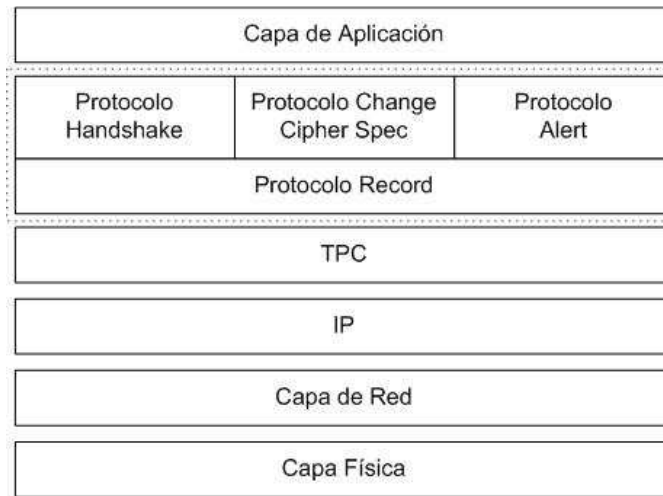 Capa de Aplicación
Protocolo
Handshake
Protocolo Change
Cipher Spec
Protocolo
Alert
Protocolo Record
TPC
IP
Capa de Red
Capa Física